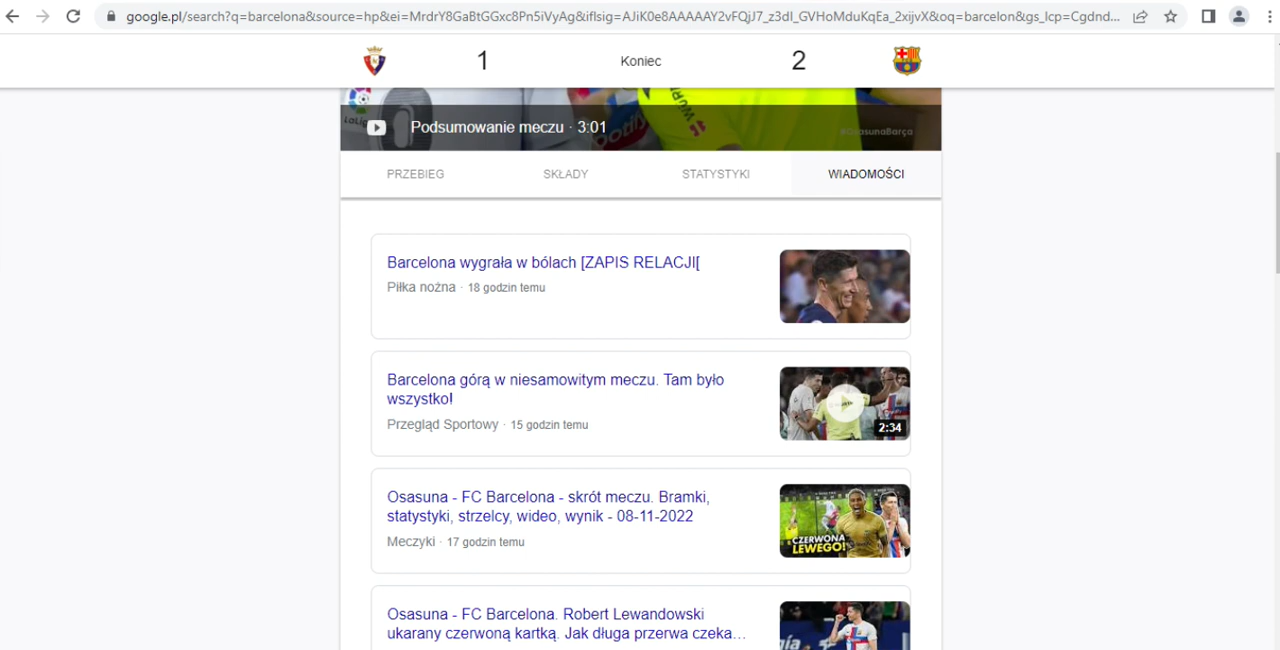 google.pl/search?q=barcelona&source=hp&ei=MrdrY8GaBtGGxc8Pn5iVyAg&iflsig=AJiK0e8AAAAAY2vFQjJ7_z3dI_GVHoMduKqEa_2xijvX&oq=barcelon&gs_lcp=Cgdnd...
1 Koniec 2
Podsumowanie meczu · 3:01
#OsasunaBarça
PRZEBIEG SKŁADY STATYSTYKI WIADOMOŚCI
Barcelona wygrała w bólach [ZAPIS RELACJI[
Piłka nożna · 18 godzin temu
Barcelona górą w niesamowitym meczu. Tam było
wszystko!
Przegląd Sportowy · 15 godzin temu
2:34
Osasuna - FC Barcelona - skrót meczu. Bramki,
statystyki, strzelcy, wideo, wynik - 08-11-2022
Meczyki · 17 godzin temu
CZERWONA
LEWEGO!
Osasuna - FC Barcelona. Robert Lewandowski
ukarany czerwoną kartką. Jak długa przerwa czeka...